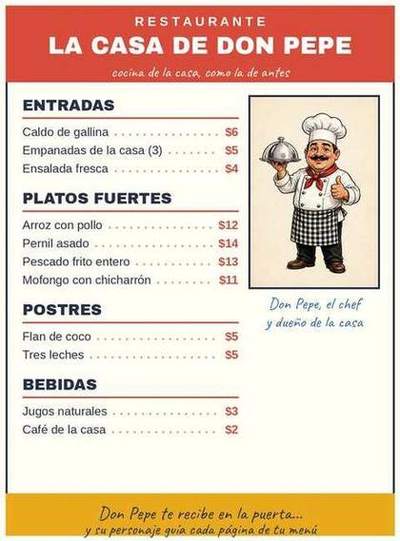 RESTAURANTE
LA CASA DE DON PEPE
cocina de la casa, como la de antes
ENTRADAS
Caldo de gallina . . . . . . . . . . . . . . $6
Empanadas de la casa (3) . . . . . . . $5
Ensalada fresca . . . . . . . . . . . . . . $4
PLATOS FUERTES
Arroz con pollo . . . . . . . . . . . . . . $12
Pernil asado . . . . . . . . . . . . . . . . $14
Pescado frito entero . . . . . . . . . . $13
Mofongo con chicharrón . . . . . . . $11
POSTRES
Flan de coco . . . . . . . . . . . . . . . . $5
Tres leches . . . . . . . . . . . . . . . . . $5
BEBIDAS
Jugos naturales . . . . . . . . . . . . . . $3
Café de la casa . . . . . . . . . . . . . . $2
Don Pepe, el chef
y dueño de la casa
Don Pepe te recibe en la puerta...
y su personaje guía cada página de tu menú